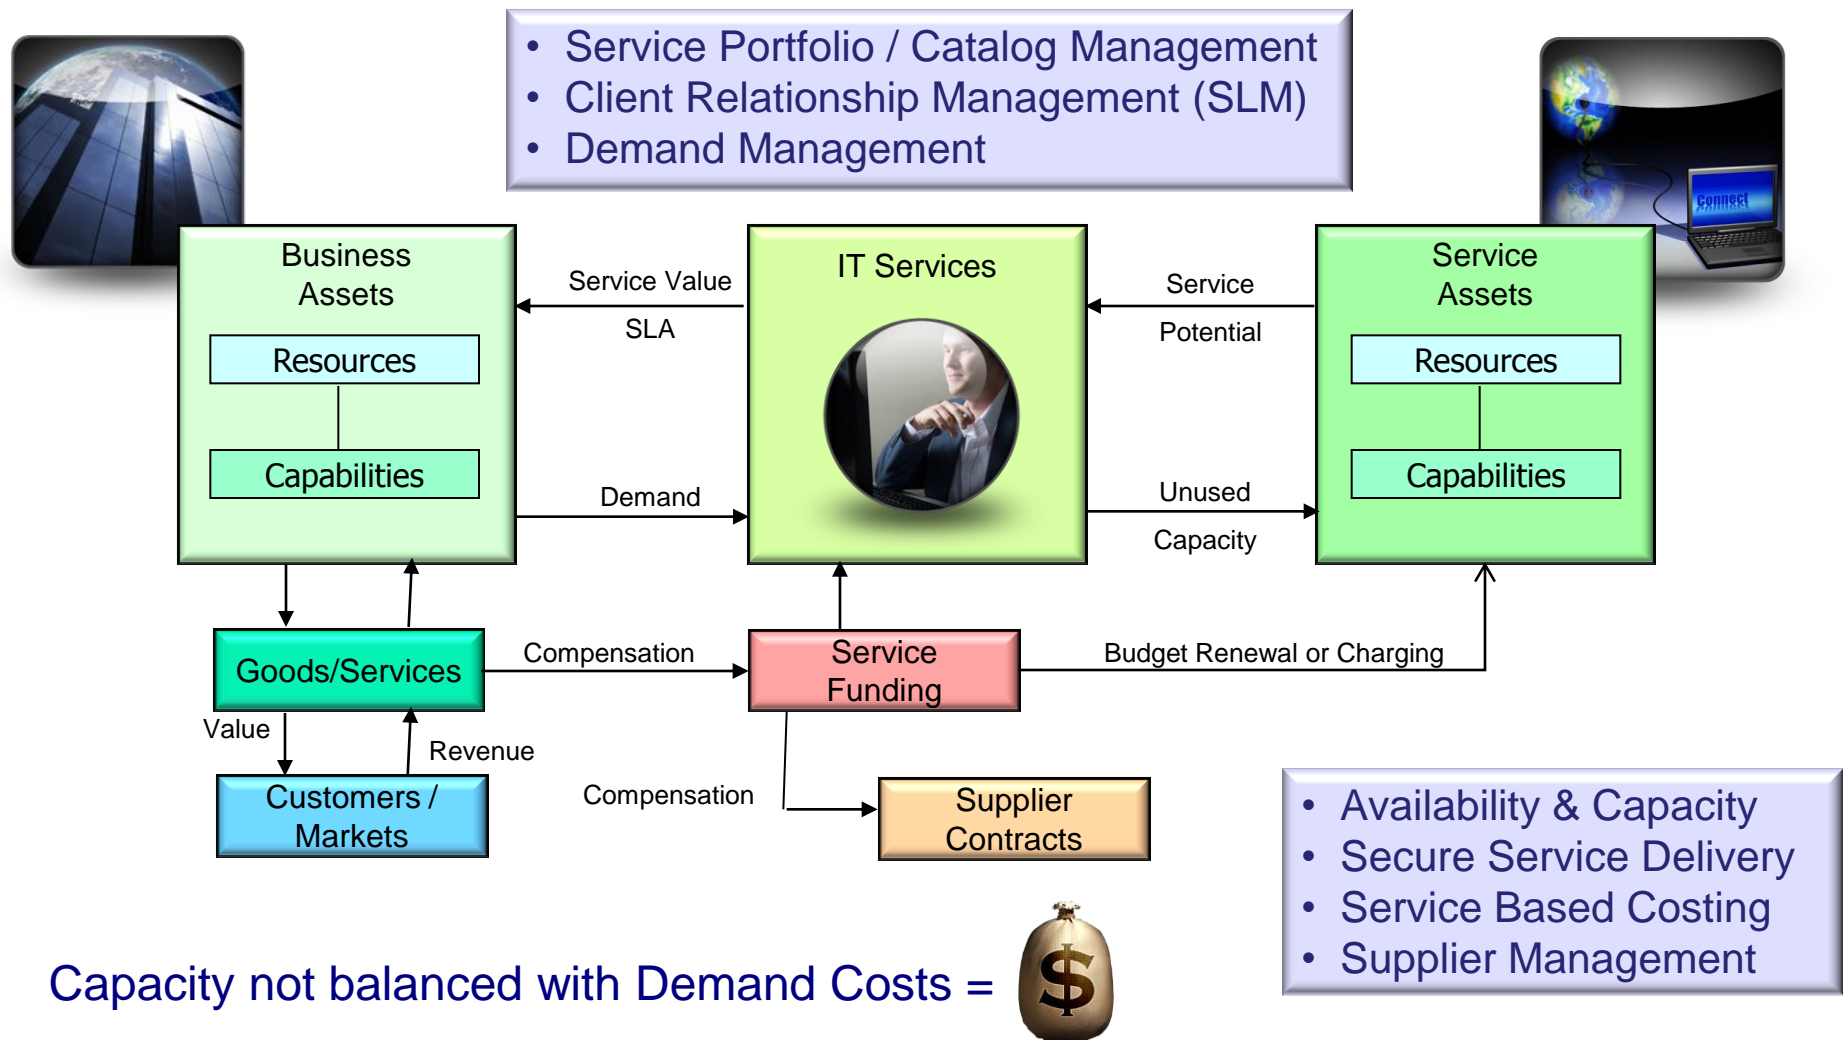 • Service Portfolio / Catalog Management
• Client Relationship Management (SLM)
• Demand Management
Connect
Business
Assets
Resources
Capabilities
Service Value
SLA
Demand
IT Services
Service
Potential
Unused
Capacity
Service
Assets
Resources
Capabilities
Goods/Services
Compensation
Service
Funding
Budget Renewal or Charging
Value
Revenue
Customers /
Markets
Compensation
Supplier
Contracts
• Availability & Capacity
• Secure Service Delivery
• Service Based Costing
• Supplier Management
Capacity not balanced with Demand Costs =
$